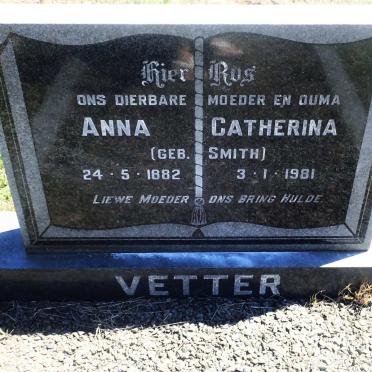 Hier Rus
ONS DIERBARE MOEDER EN OUMA
ANNA CATHERINA
(GEB. SMITH)
24 · 5 · 1882 3 · 1 · 1981
LIEWE MOEDER ONS BRING HULDE
VETTER